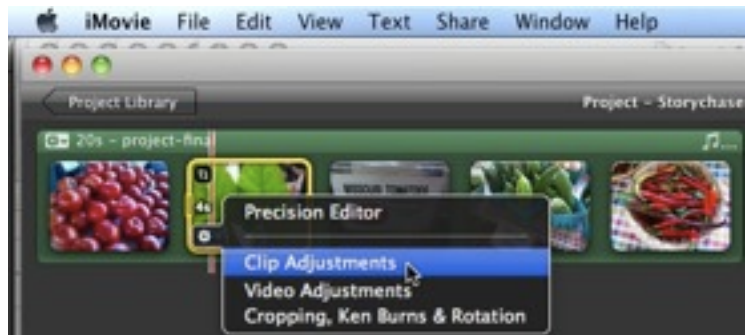 iMovie File Edit View Text Share Window Help
Project Library
Project - Storychase
20s - project-final
4s
Precision Editor
Clip Adjustments
Video Adjustments
Cropping, Ken Burns & Rotation